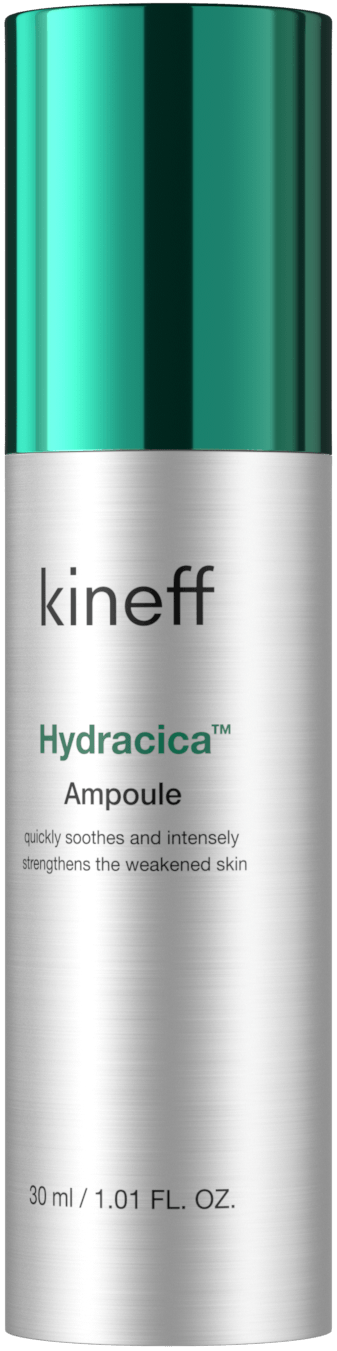 kineff
Hydracica™
Ampoule
quickly soothes and intensely
strengthens the weakened skin
30 ml / 1.01 FL. OZ.